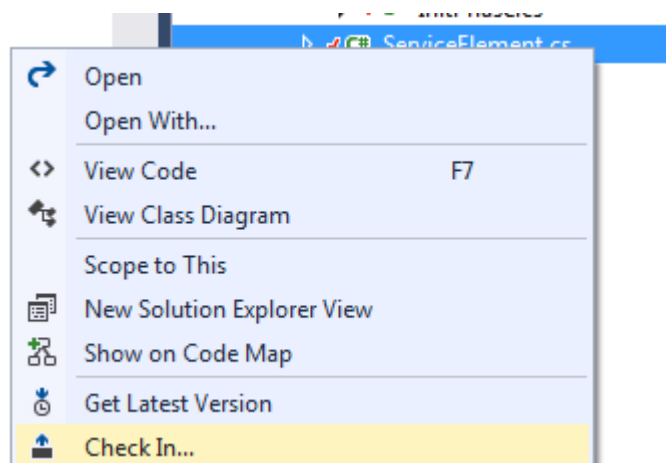 ServiceElement.cs
Open
Open With...
View Code F7
View Class Diagram
Scope to This
New Solution Explorer View
Show on Code Map
Get Latest Version
Check In...